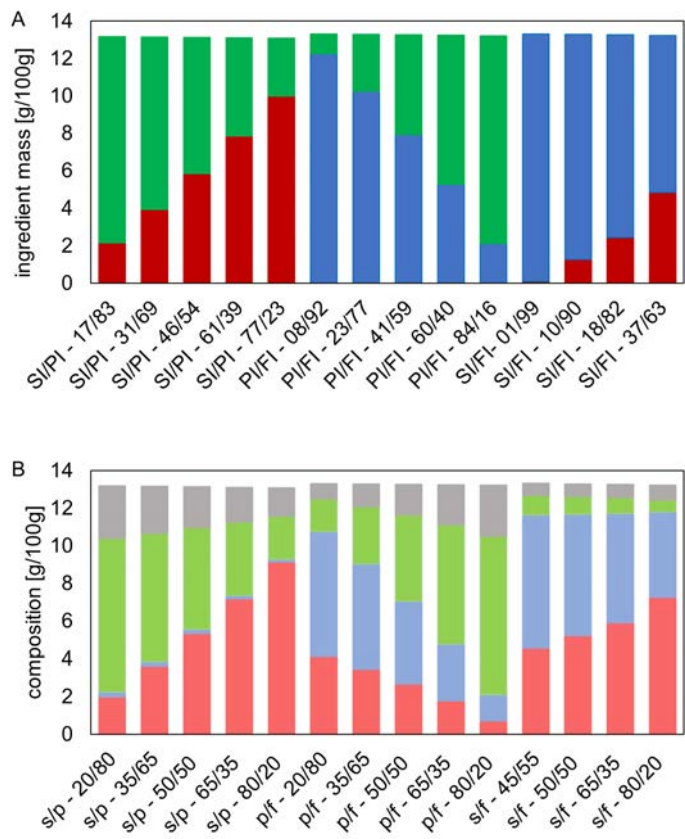 A
14
12
10
8
6
4
2
0
ingredient mass [g/100g]
SI/PI - 17/83
SI/PI - 31/69
SI/PI - 46/54
SI/PI - 61/39
SI/PI - 77/23
PI/FI - 08/92
PI/FI - 23/77
PI/FI - 41/59
PI/FI - 60/40
PI/FI - 84/16
SI/FI- 01/99
SI/FI - 10/90
SI/FI - 18/82
SI/FI - 37/63
B
14
12
10
8
6
4
2
0
composition [g/100g]
s/p - 20/80
s/p - 35/65
s/p - 50/50
s/p - 65/35
s/p - 80/20
p/f - 20/80
p/f - 35/65
p/f - 50/50
p/f - 65/35
p/f - 80/20
s/f - 45/55
s/f - 50/50
s/f - 65/35
s/f - 80/20